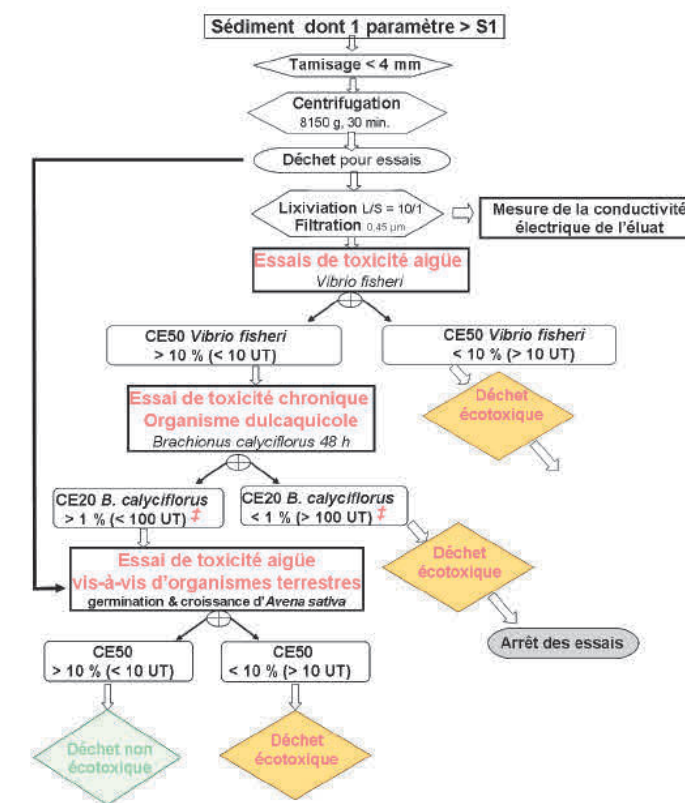 Sédiment dont 1 paramètre > S1
Tamisage < 4 mm
Centrifugation
8150 g, 30 min.
Déchet pour essais
Lixiviation L/S = 10/1
Filtration 0,45 µm
Mesure de la conductivité
électrique de l'éluat
Essais de toxicité aigüe
Vibrio fisheri
CE50 Vibrio fisheri
> 10 % (< 10 UT)
CE50 Vibrio fisheri
< 10 % (> 10 UT)
Déchet
écotoxique
Essai de toxicité chronique
Organisme dulcaquicole
Brachionus calyciflorus 48 h
CE20 B. calyciflorus
> 1 % (< 100 UT) ‡
CE20 B. calyciflorus
< 1 % (> 100 UT) ‡
Déchet
écotoxique
Essai de toxicité aigüe
vis-à-vis d'organismes terrestres
germination & croissance d'Avena sativa
Arrêt des essais
CE50
> 10 % (< 10 UT)
CE50
< 10 % (> 10 UT)
Déchet non
écotoxique
Déchet
écotoxique